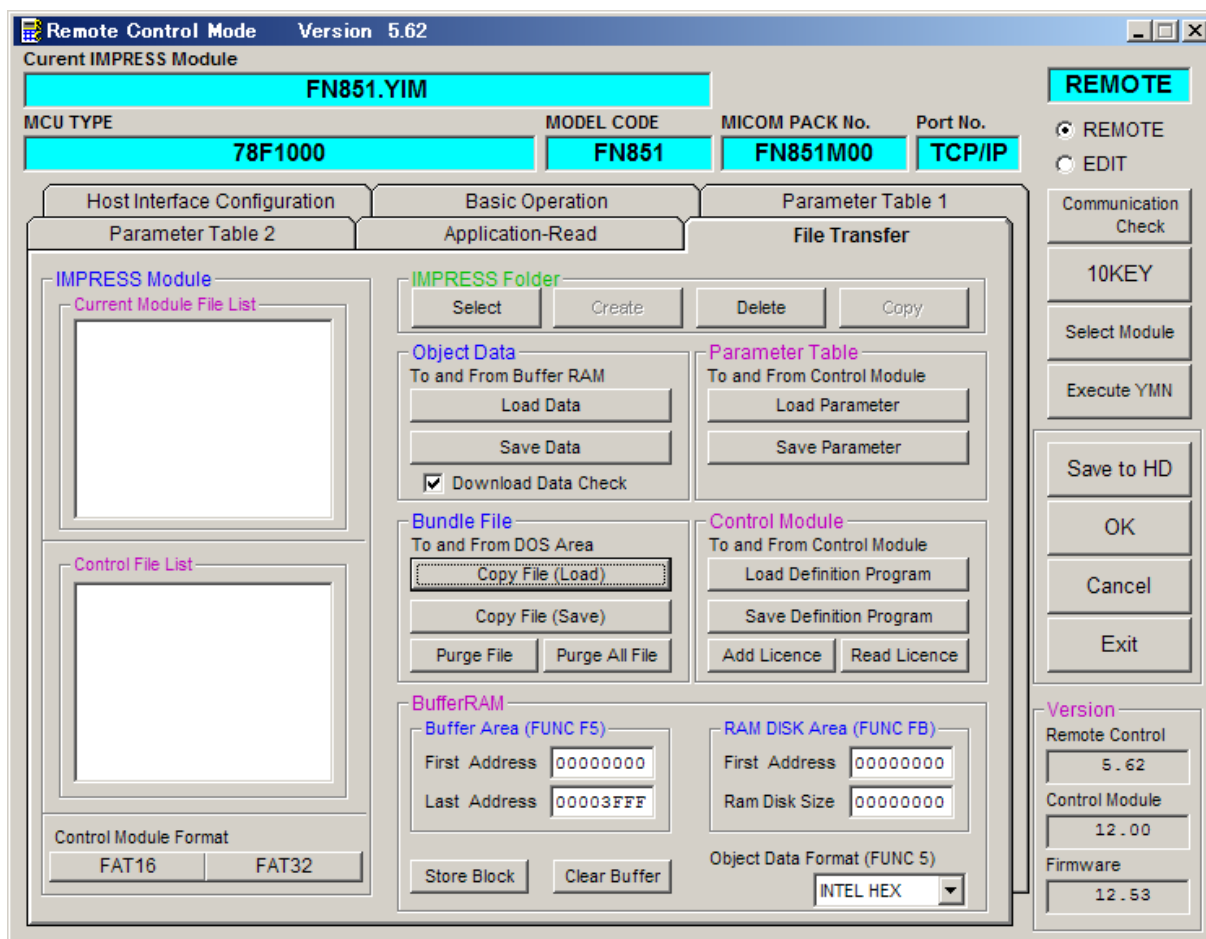 Remote Control Mode Version 5.62
Curent IMPRESS Module
FN851.YIM
REMOTE
MCU TYPE
MODEL CODE
MICOM PACK No.
Port No.
78F1000
FN851
FN851M00
TCP/IP
REMOTE
EDIT
Host Interface Configuration
Basic Operation
Parameter Table 1
Parameter Table 2
Application-Read
File Transfer
IMPRESS Module
Current Module File List
Control File List
Control Module Format
FAT16
FAT32
IMPRESS Folder
Select
Create
Delete
Copy
Object Data
To and From Buffer RAM
Load Data
Save Data
Download Data Check
Parameter Table
To and From Control Module
Load Parameter
Save Parameter
Bundle File
To and From DOS Area
Copy File (Load)
Copy File (Save)
Purge File
Purge All File
Control Module
To and From Control Module
Load Definition Program
Save Definition Program
Add Licence
Read Licence
BufferRAM
Buffer Area (FUNC F5)
First Address 00000000
Last Address 00003FFF
RAM DISK Area (FUNC FB)
First Address 00000000
Ram Disk Size 00000000
Store Block
Clear Buffer
Object Data Format (FUNC 5)
INTEL HEX
Communication
Check
10KEY
Select Module
Execute YMN
Save to HD
OK
Cancel
Exit
Version
Remote Control
5.62
Control Module
12.00
Firmware
12.53